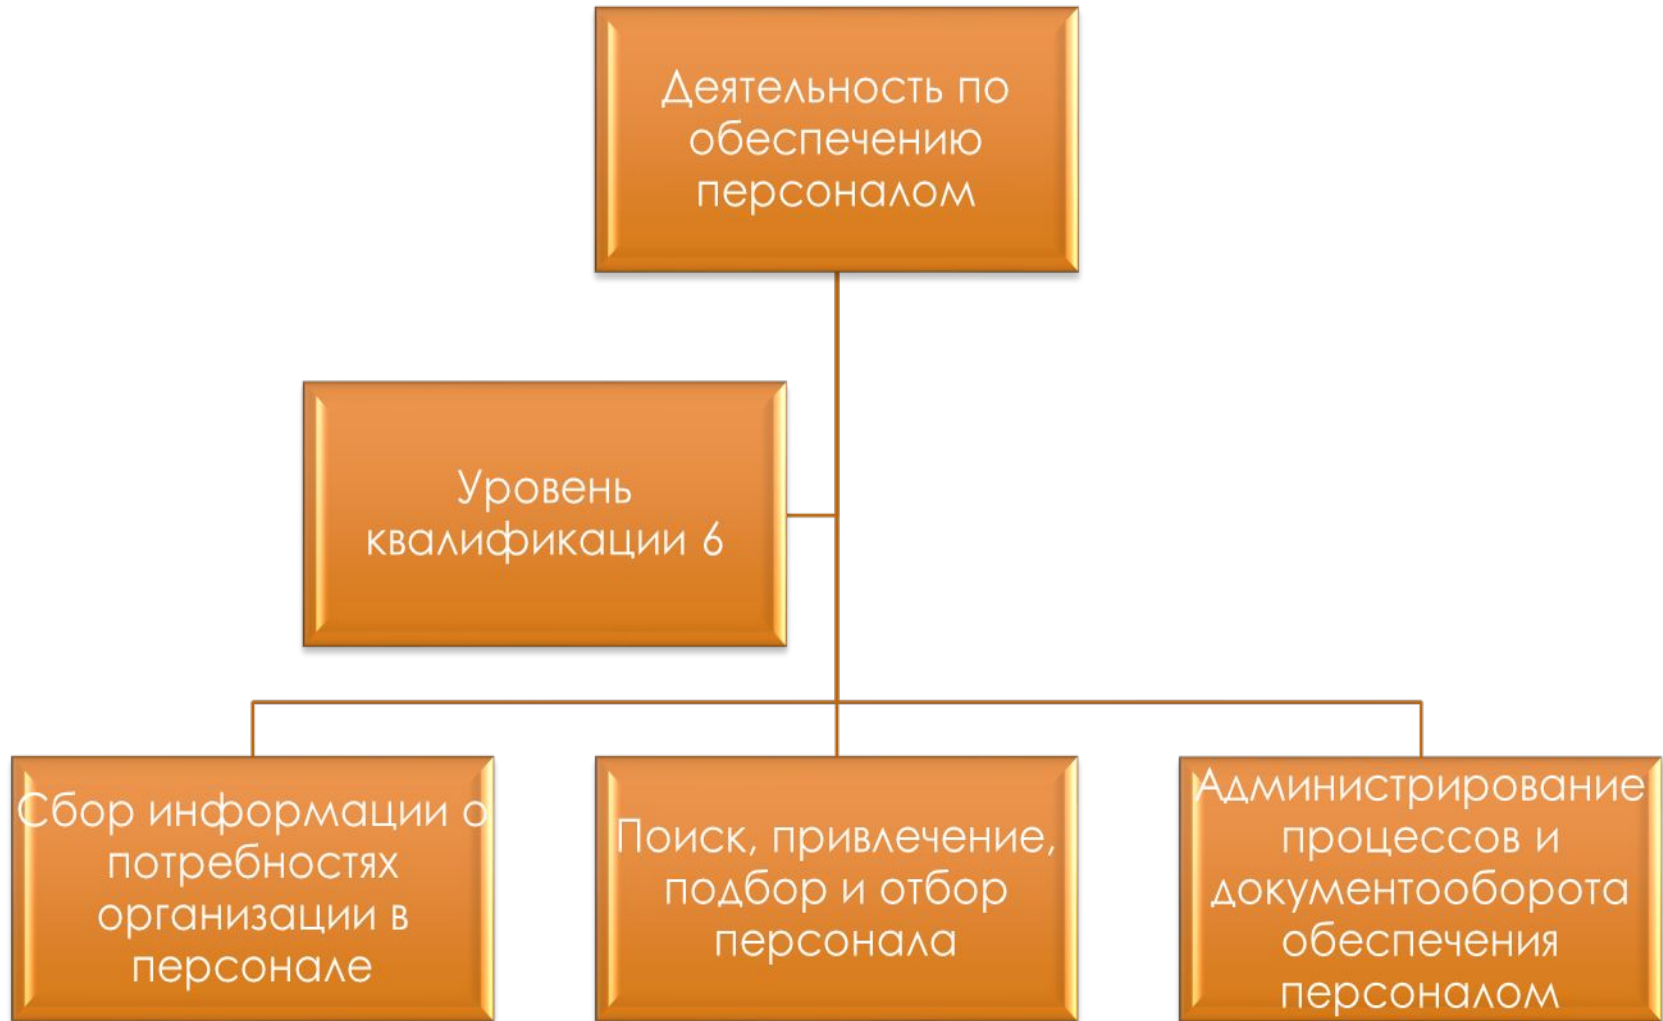 Деятельность по
обеспечению
персоналом
Уровень
квалификации 6
Сбор информации о
потребностях
организации в
персонале
Поиск, привлечение,
подбор и отбор
персонала
Администрирование
процессов и
документооборота
обеспечения
персоналом